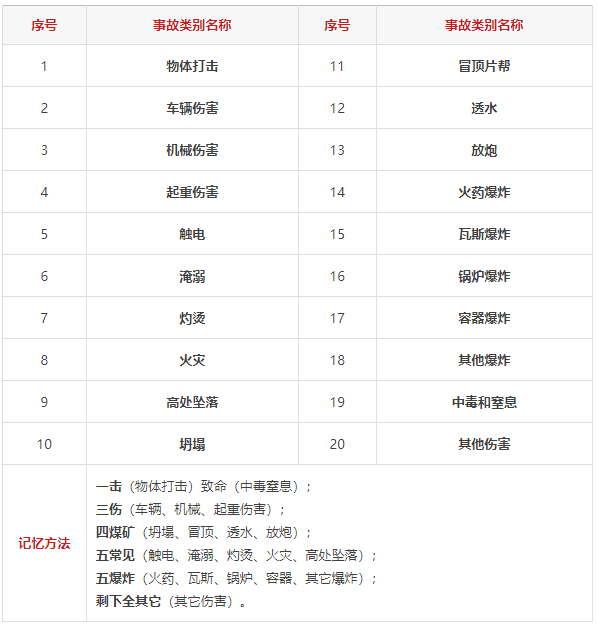 序号 事故类别名称 序号 事故类别名称
1 物体打击 11 冒顶片帮
2 车辆伤害 12 透水
3 机械伤害 13 放炮
4 起重伤害 14 火药爆炸
5 触电 15 瓦斯爆炸
6 淹溺 16 锅炉爆炸
7 灼烫 17 容器爆炸
8 火灾 18 其他爆炸
9 高处坠落 19 中毒和窒息
10 坍塌 20 其他伤害
记忆方法
一击（物体打击）致命（中毒窒息）；
三伤（车辆、机械、起重伤害）；
四煤矿（坍塌、冒顶、透水、放炮）；
五常见（触电、淹溺、灼烫、火灾、高处坠落）；
五爆炸（火药、瓦斯、锅炉、容器、其它爆炸）；
剩下全其它（其它伤害）。